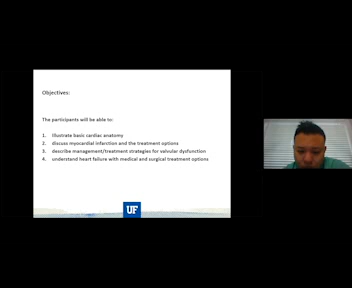 Objectives:
The participants will be able to:
1. Illustrate basic cardiac anatomy
2. discuss myocardial infarction and the treatment options
3. describe management/treatment strategies for valvular dysfunction
4. understand heart failure with medical and surgical treatment options
UF